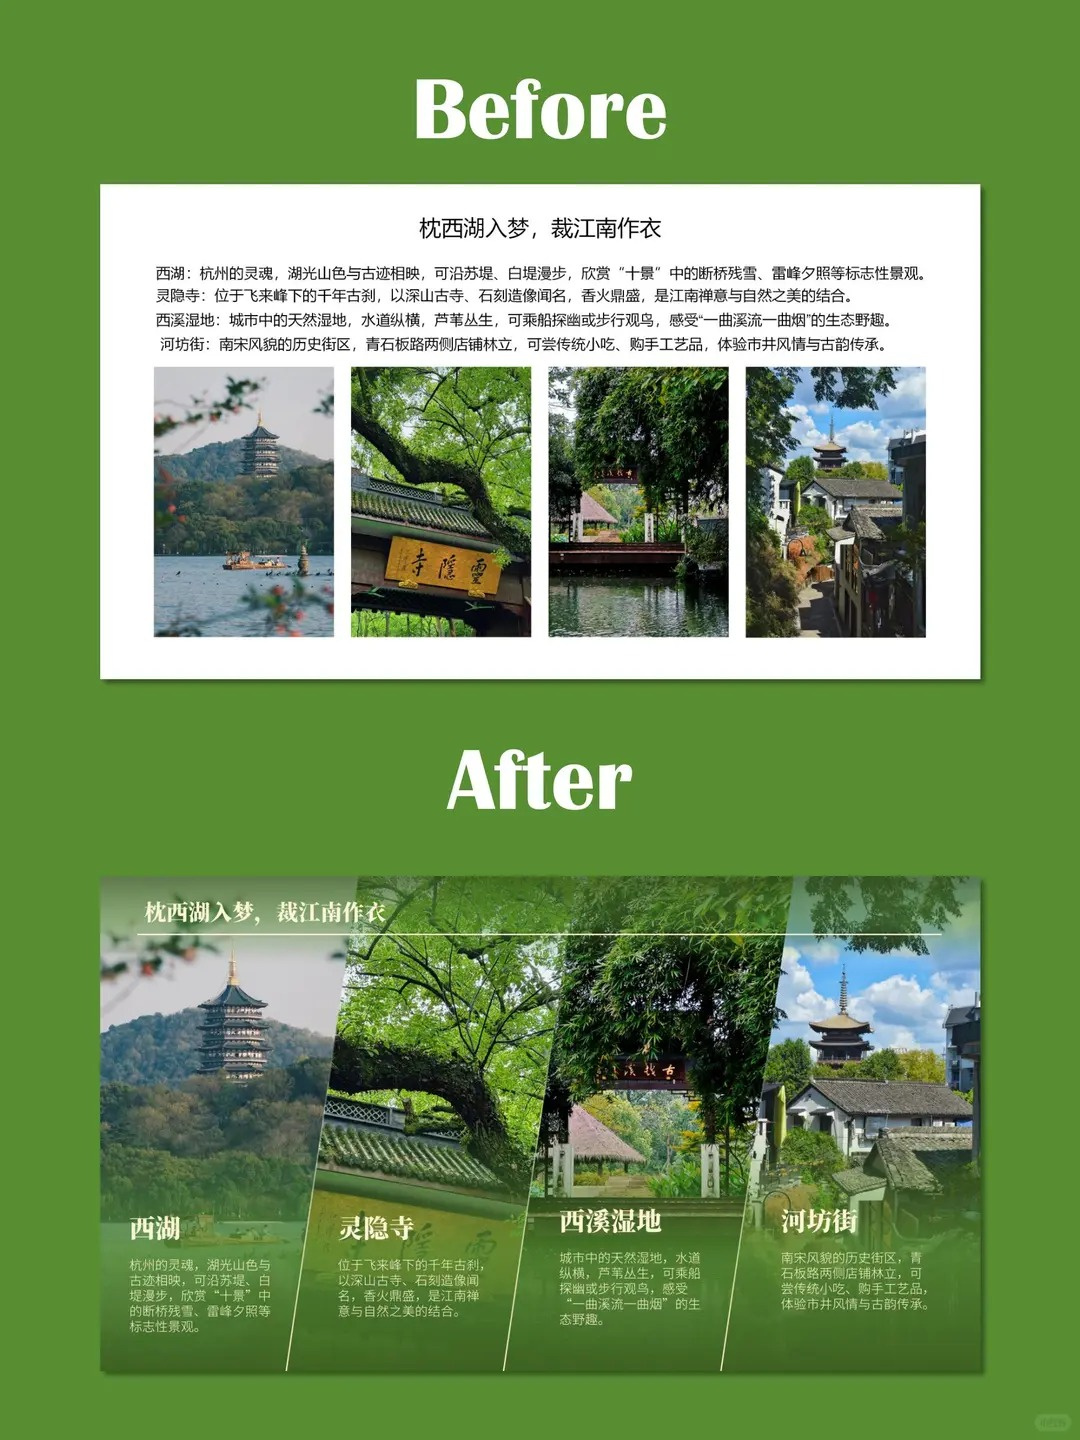 Before
枕西湖入梦，裁江南作衣
西湖：杭州的灵魂，湖光山色与古迹相映，可沿苏堤、白堤漫步，欣赏“十景”中的断桥残雪、雷峰夕照等标志性景观。
灵隐寺：位于飞来峰下的千年古刹，以深山古寺、石刻造像闻名，香火鼎盛，是江南禅意与自然之美的结合。
西溪湿地：城市中的天然湿地，水道纵横，芦苇丛生，可乘船探幽或步行观鸟，感受“一曲溪流一曲烟”的生态野趣。
河坊街：南宋风貌的历史街区，青石板路两侧店铺林立，可尝传统小吃、购手工艺品，体验市井风情与古韵传承。
寺隱靈
After
枕西湖入梦，裁江南作衣
西湖
杭州的灵魂，湖光山色与
古迹相映，可沿苏堤、白
堤漫步，欣赏“十景”中
的断桥残雪、雷峰夕照等
标志性景观。
灵隐寺
位于飞来峰下的千年古刹，
以深山古寺、石刻造像闻
名，香火鼎盛，是江南禅
意与自然之美的结合。
西溪湿地
城市中的天然湿地，水道
纵横，芦苇丛生，可乘船
探幽或步行观鸟，感受
“一曲溪流一曲烟”的生
态野趣。
河坊街
南宋风貌的历史街区，青
石板路两侧店铺林立，可
尝传统小吃、购手工艺品，
体验市井风情与古韵传承。